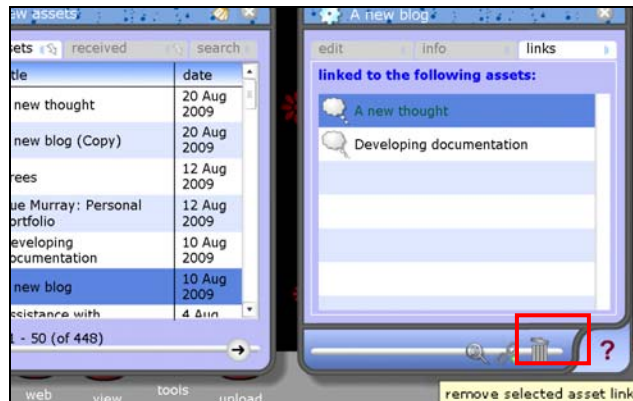 ew assets
A new blog
ets
received
search
edit
info
links
tle
date
linked to the following assets:
new thought
20 Aug
2009
A new thought
new blog (Copy)
20 Aug
2009
Developing documentation
rees
12 Aug
2009
ue Murray: Personal
ortfolio
12 Aug
2009
eveloping
ocumentation
10 Aug
2009
new blog
10 Aug
2009
ssistance with
4 Aug
1 - 50 (of 448)
?
web
view
tools
upload
remove selected asset link